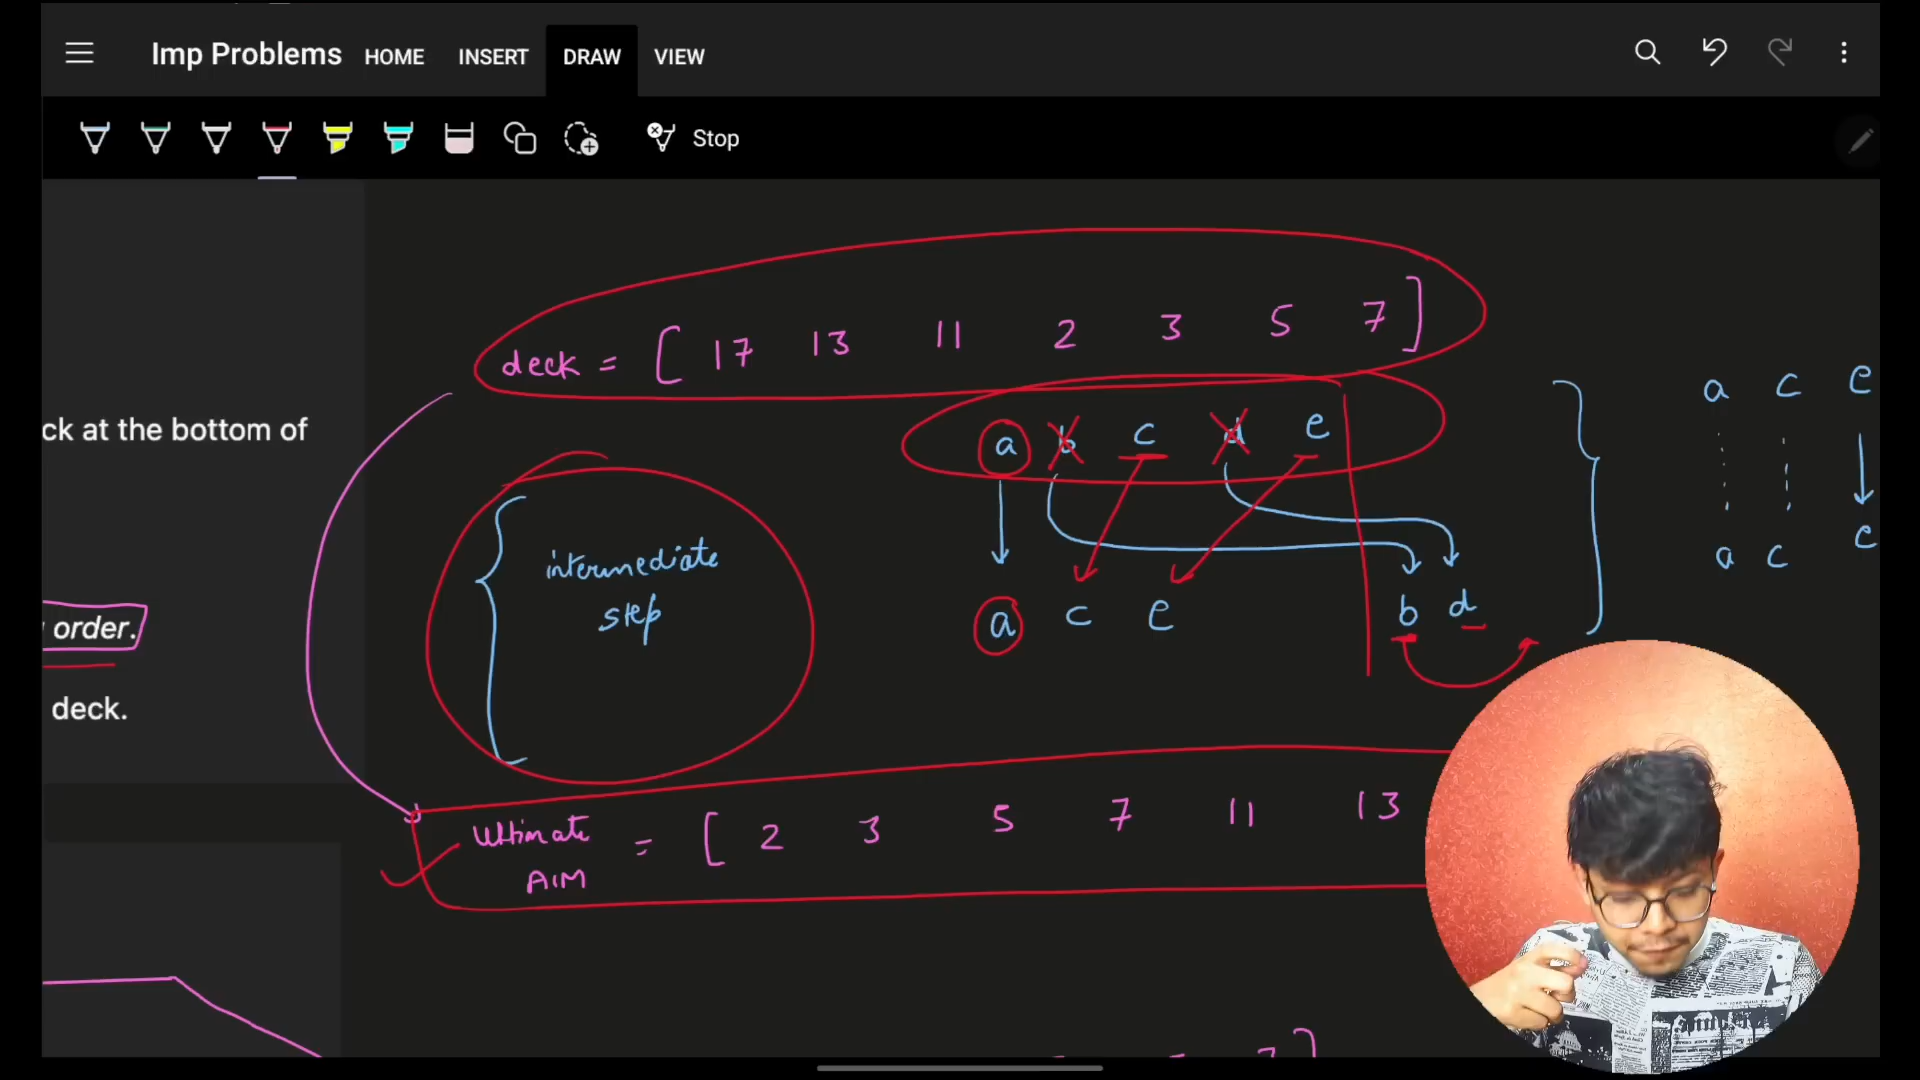 Imp Problems HOME INSERT DRAW VIEW
Stop
deck = [ 17 13 11 2 3 5 7 ]
a b c d e
a c e
ck at the bottom of
intermediate
step
a c e b d
a c e
order.
deck.
Ultimate
AIM = [ 2 3 5 7 11 13